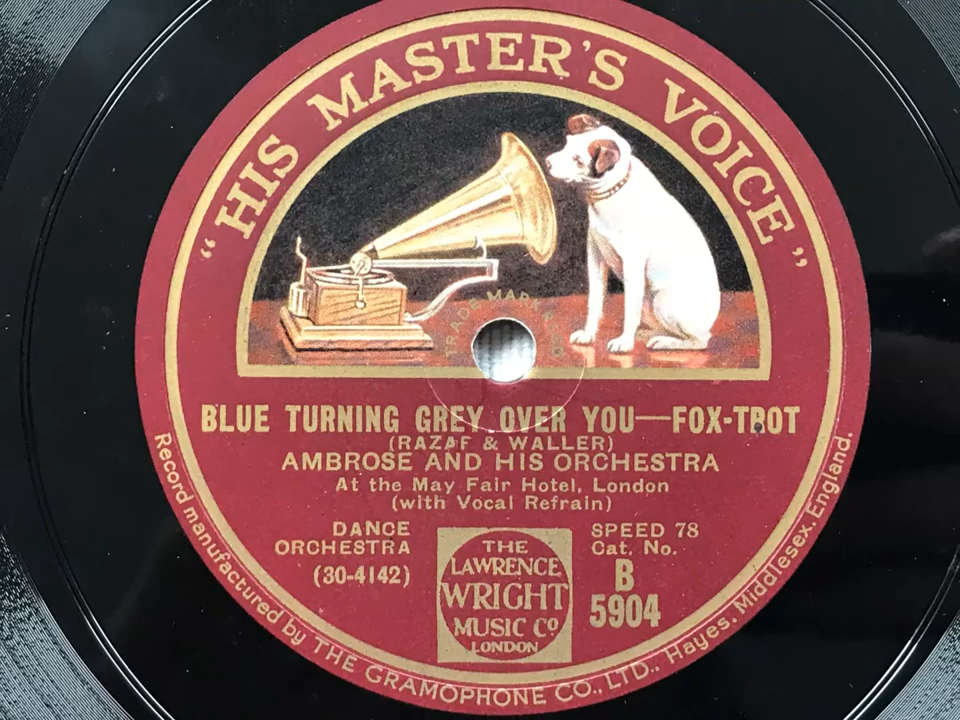 "HIS MASTER'S VOICE"
TRADE MARK
BLUE TURNING GREY OVER YOU—FOX-TROT
(RAZAF & WALLER)
AMBROSE AND HIS ORCHESTRA
At the May Fair Hotel, London
(with Vocal Refrain)
DANCE
ORCHESTRA
(30-4142)
THE
LAWRENCE
WRIGHT
MUSIC Co
LONDON
SPEED 78
Cat. No.
B
5904
Record manufactured by THE GRAMOPHONE CO., LTD., Hayes, Middlesex, England.